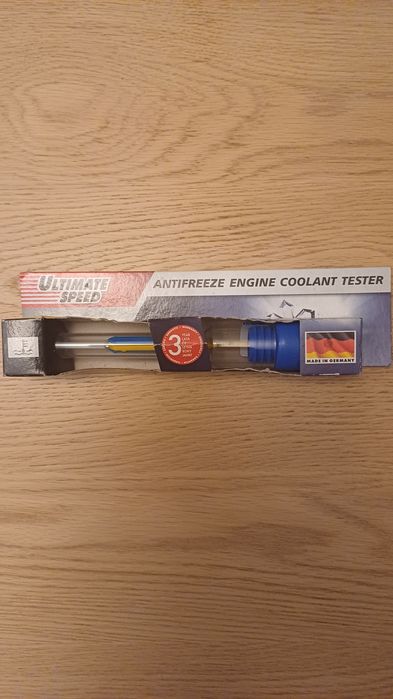 ULTIMATE
SPEED
ANTIFREEZE ENGINE COOLANT TESTER
3
MADE IN GERMANY